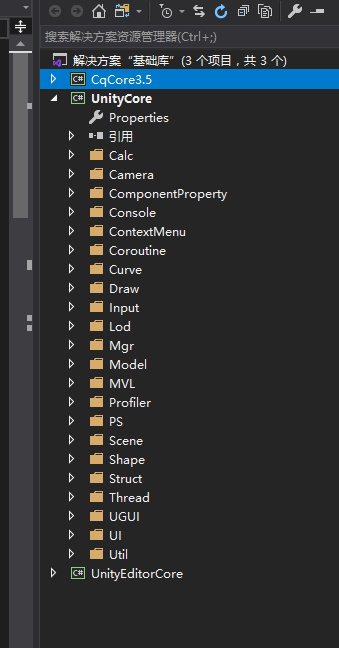 搜索解决方案资源管理器(Ctrl+;)
解决方案“基础库”(3 个项目，共 3 个)
CqCore3.5
UnityCore
Properties
引用
Calc
Camera
ComponentProperty
Console
ContextMenu
Coroutine
Curve
Draw
Input
Lod
Mgr
Model
MVL
Profiler
PS
Scene
Shape
Struct
Thread
UGUI
UI
Util
UnityEditorCore